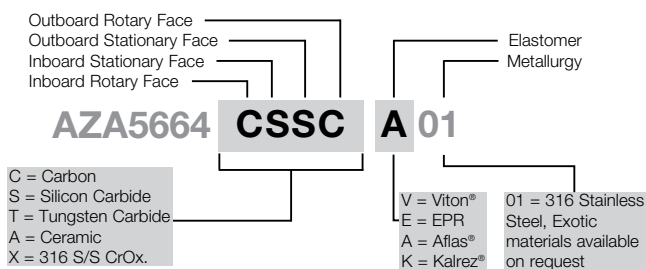 Outboard Rotary Face
Outboard Stationary Face
Inboard Stationary Face
Inboard Rotary Face
Elastomer
Metallurgy
AZA5664 CSSC A 01
C = Carbon
S = Silicon Carbide
T = Tungsten Carbide
A = Ceramic
X = 316 S/S CrOx.
V = Viton®
E = EPR
A = Aflas®
K = Kalrez®
01 = 316 Stainless
Steel, Exotic
materials available
on request